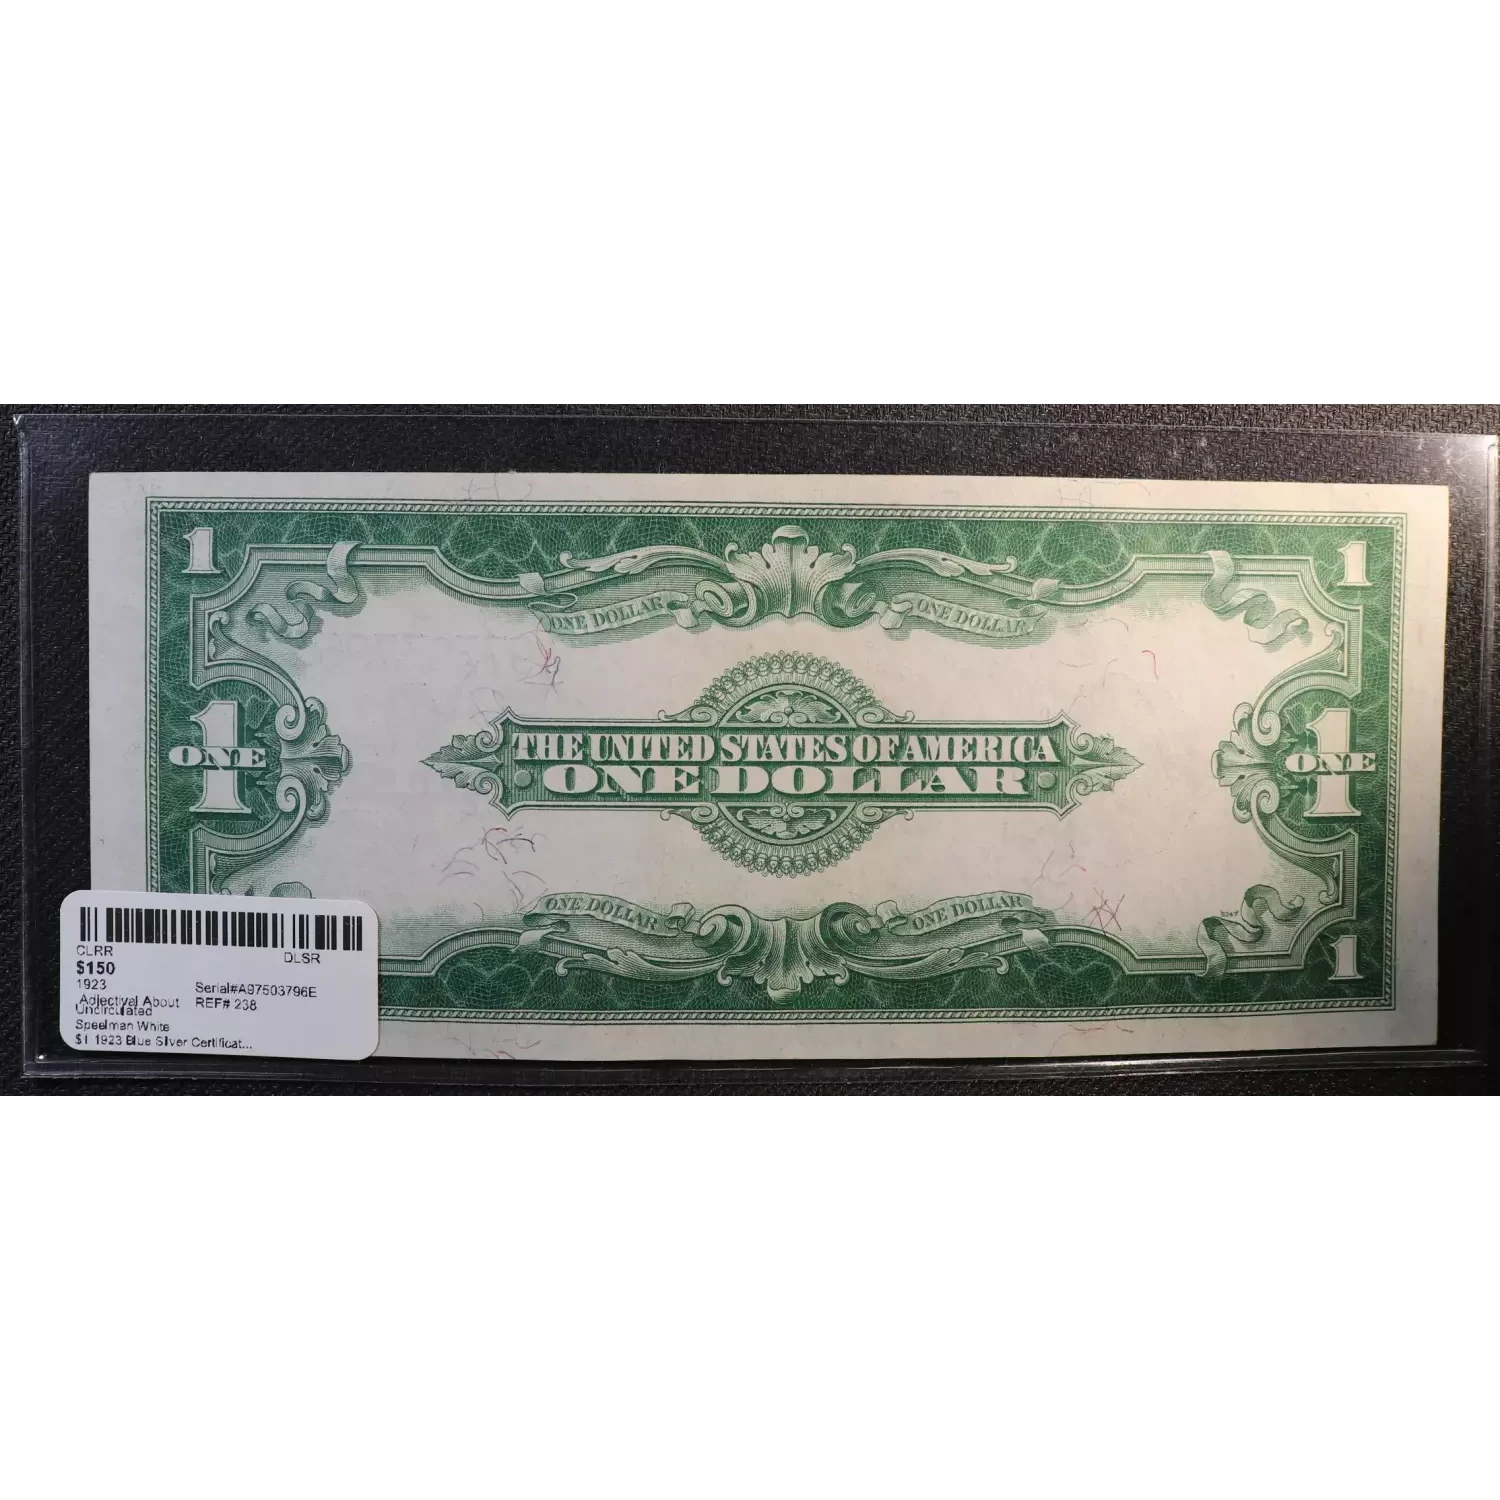 1
1
ONE DOLLAR
ONE DOLLAR
1
ONE
THE UNITED STATES OF AMERICA
ONE DOLLAR
1
ONE
ONE DOLLAR
ONE DOLLAR
1
CLRR
DLSR
$150
1923
Serial#A97503796E
Adjectival About
REF# 238
Uncirculated
Speelman White
$1 1923 Blue Silver Certificat...